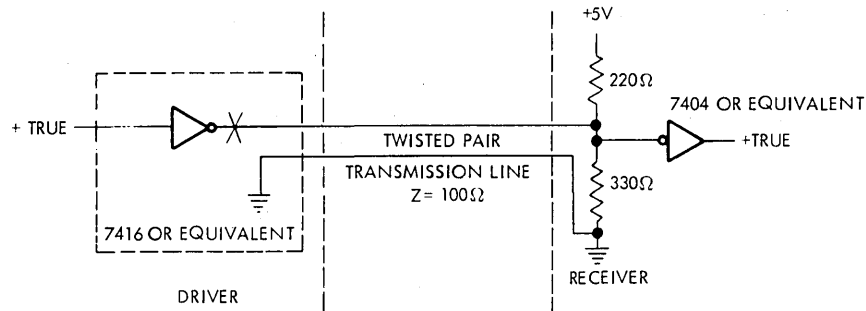 +5V
220Ω
7404 OR EQUIVALENT
+ TRUE
+TRUE
TWISTED PAIR
TRANSMISSION LINE
Z= 100Ω
330Ω
7416 OR EQUIVALENT
RECEIVER
DRIVER